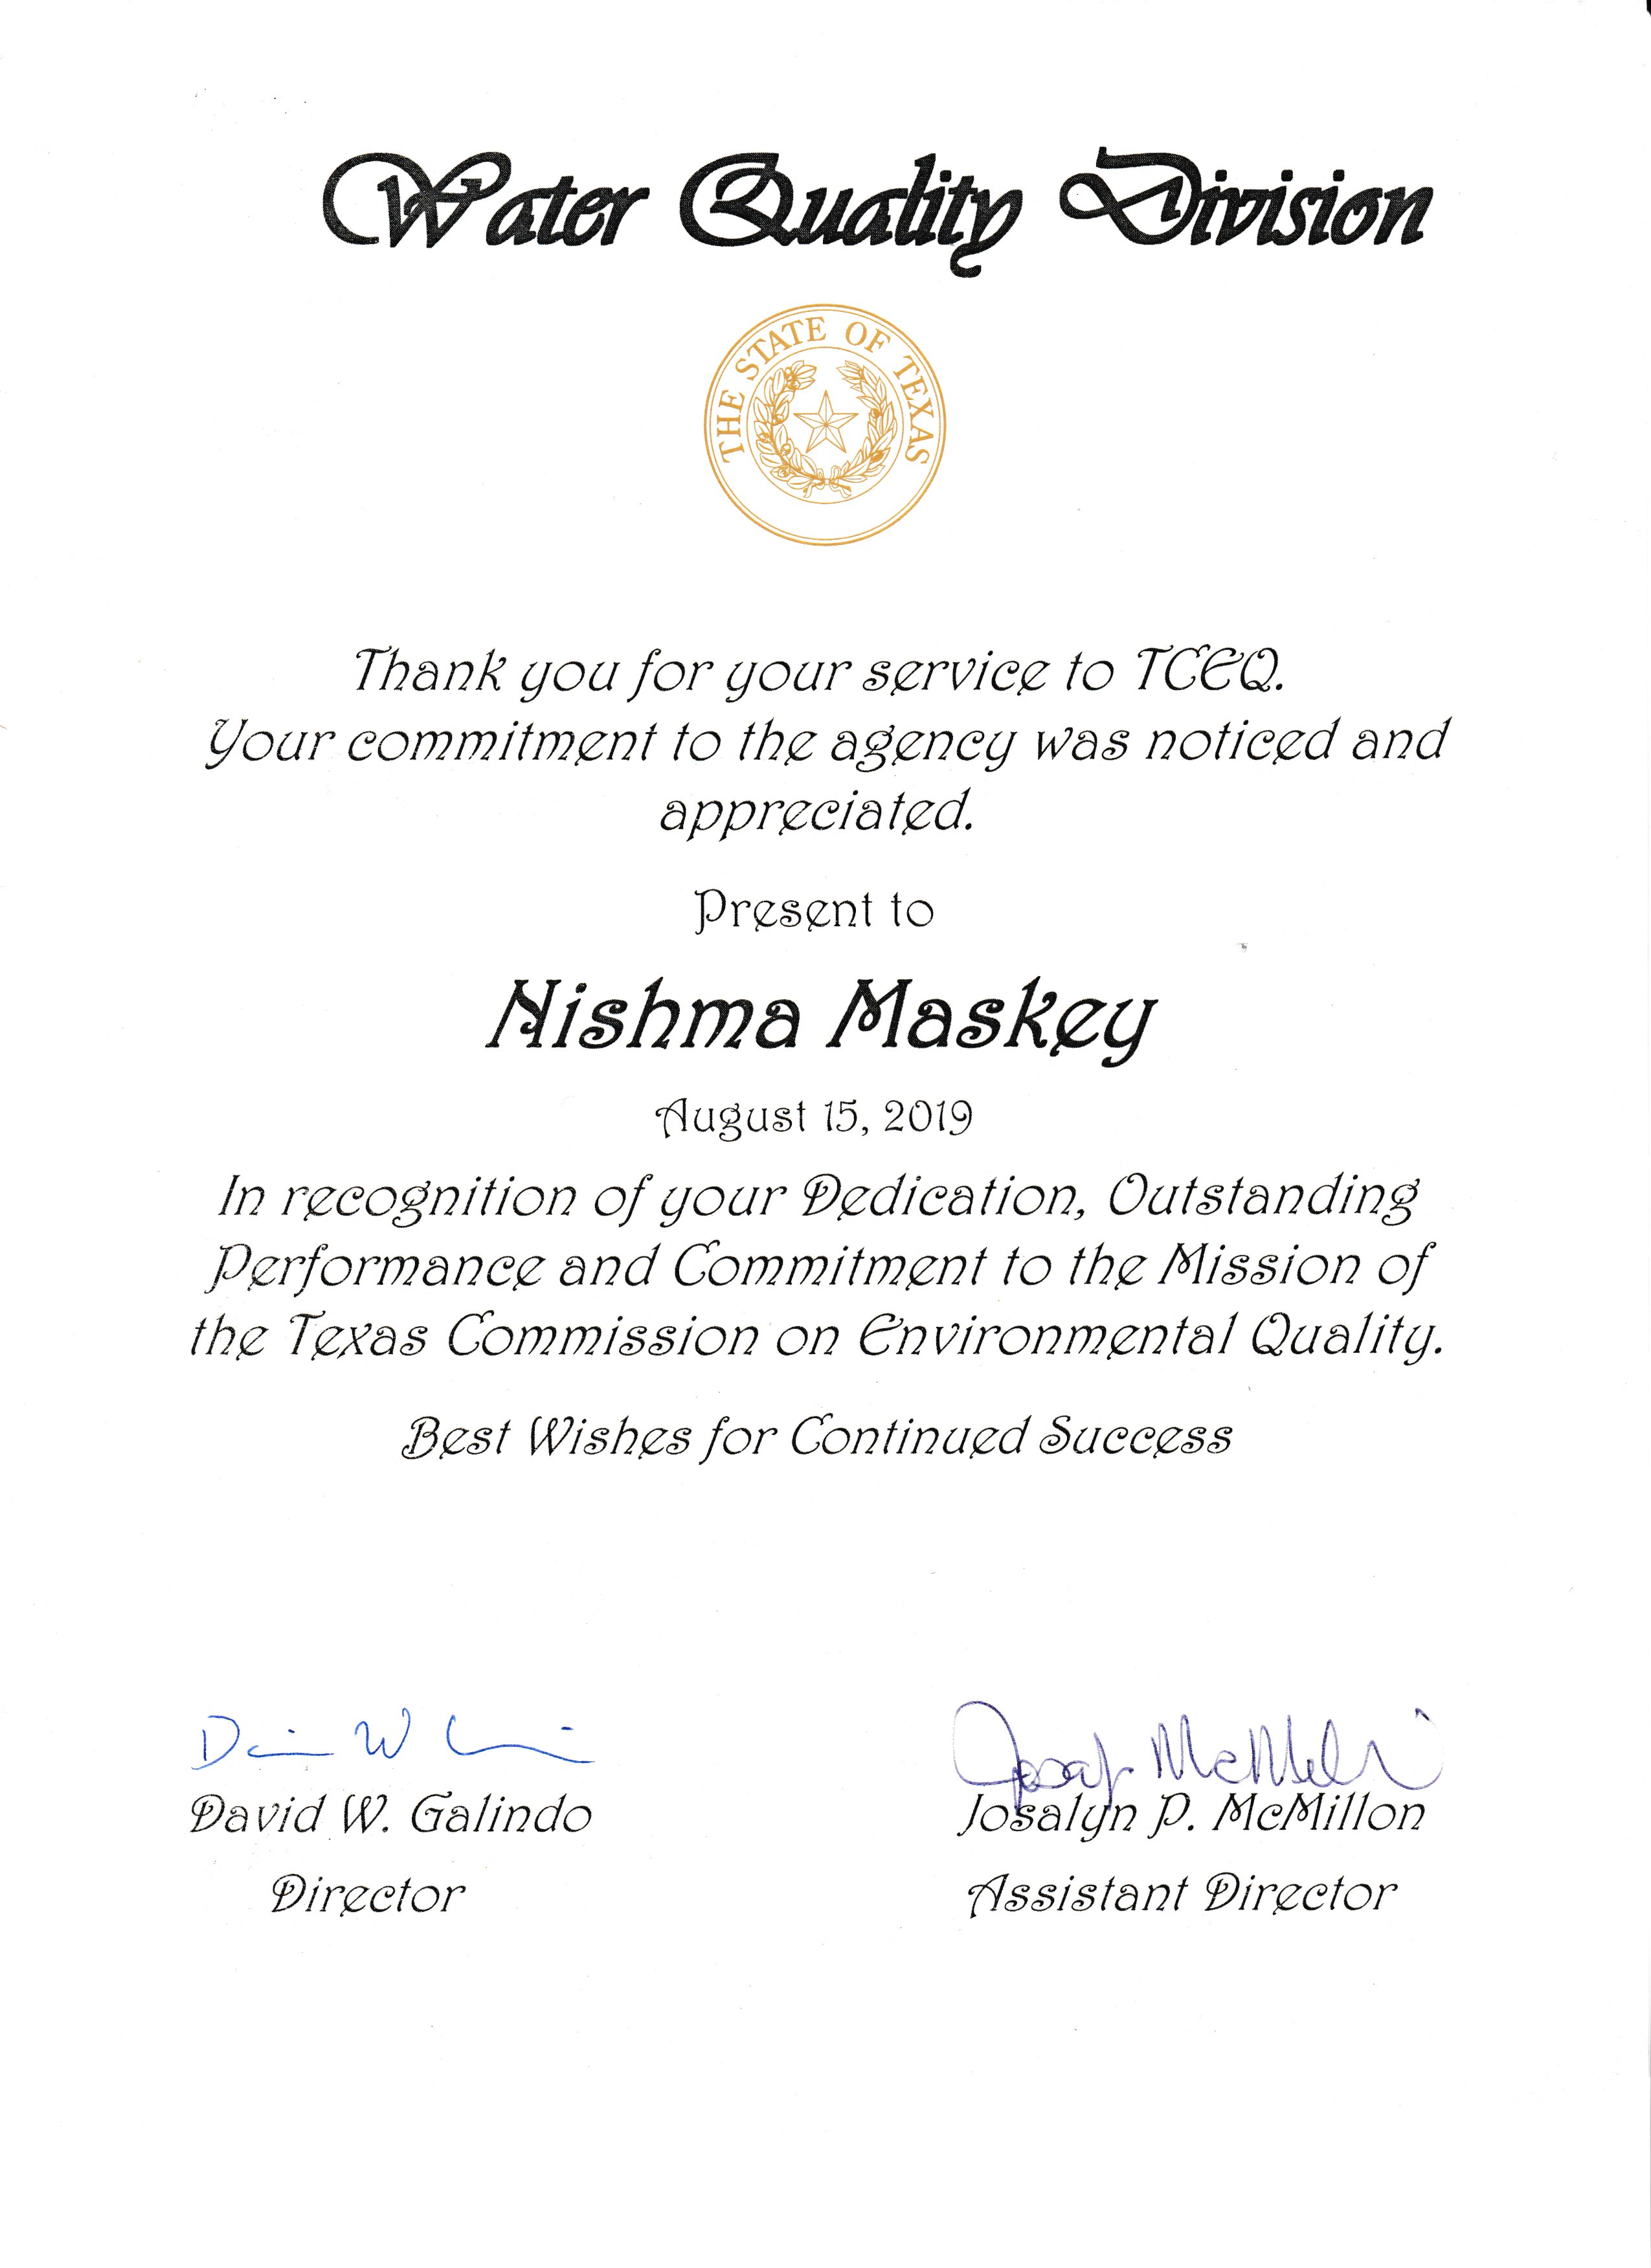 Water Quality Division
THE STATE OF TEXAS
Thank you for your service to TCEQ.
Your commitment to the agency was noticed and
appreciated.
Present to
Nishma Maskey
August 15, 2019
In recognition of your Dedication, Outstanding
Performance and Commitment to the Mission of
the Texas Commission on Environmental Quality.
Best Wishes for Continued Success
David W. Galindo
Josalyn P. McMillon
Director
Assistant Director